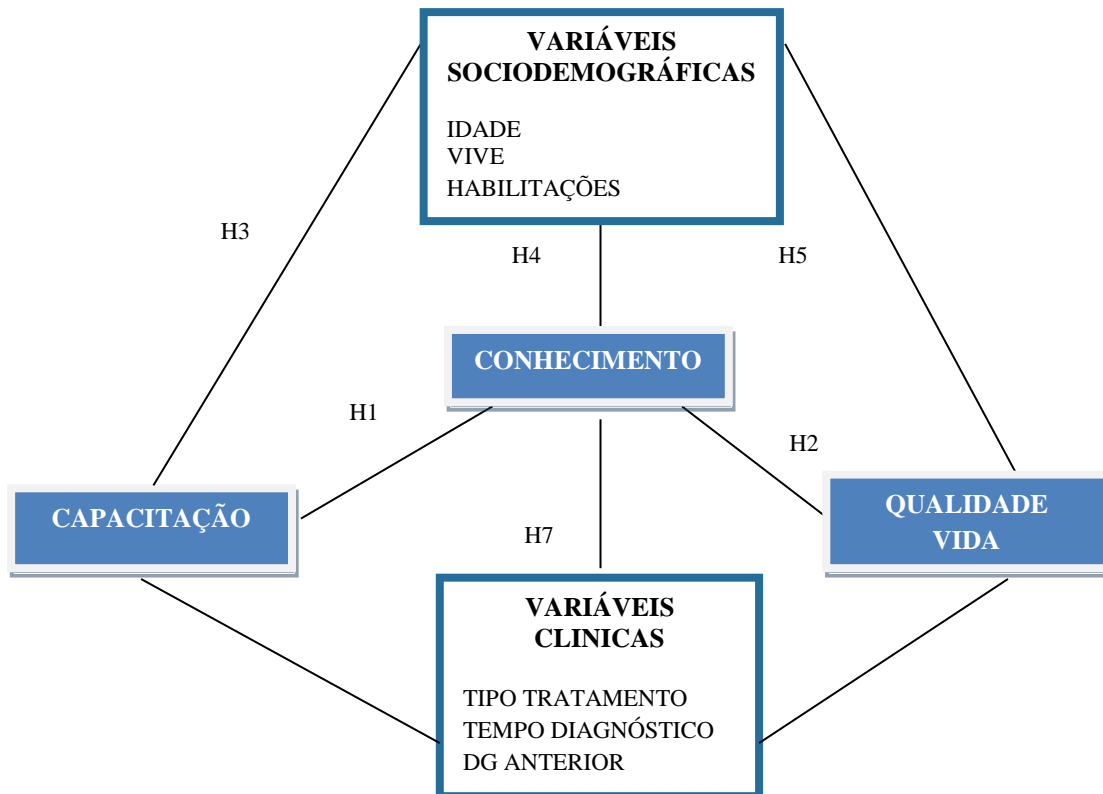 VARIÁVEIS
SOCIODEMOGRÁFICAS
IDADE
VIVE
HABILITAÇÕES
H3
H4
H5
CONHECIMENTO
H1
H2
CAPACITAÇÃO
QUALIDADE
VIDA
H7
VARIÁVEIS
CLINICAS
TIPO TRATAMENTO
TEMPO DIAGNÓSTICO
DG ANTERIOR